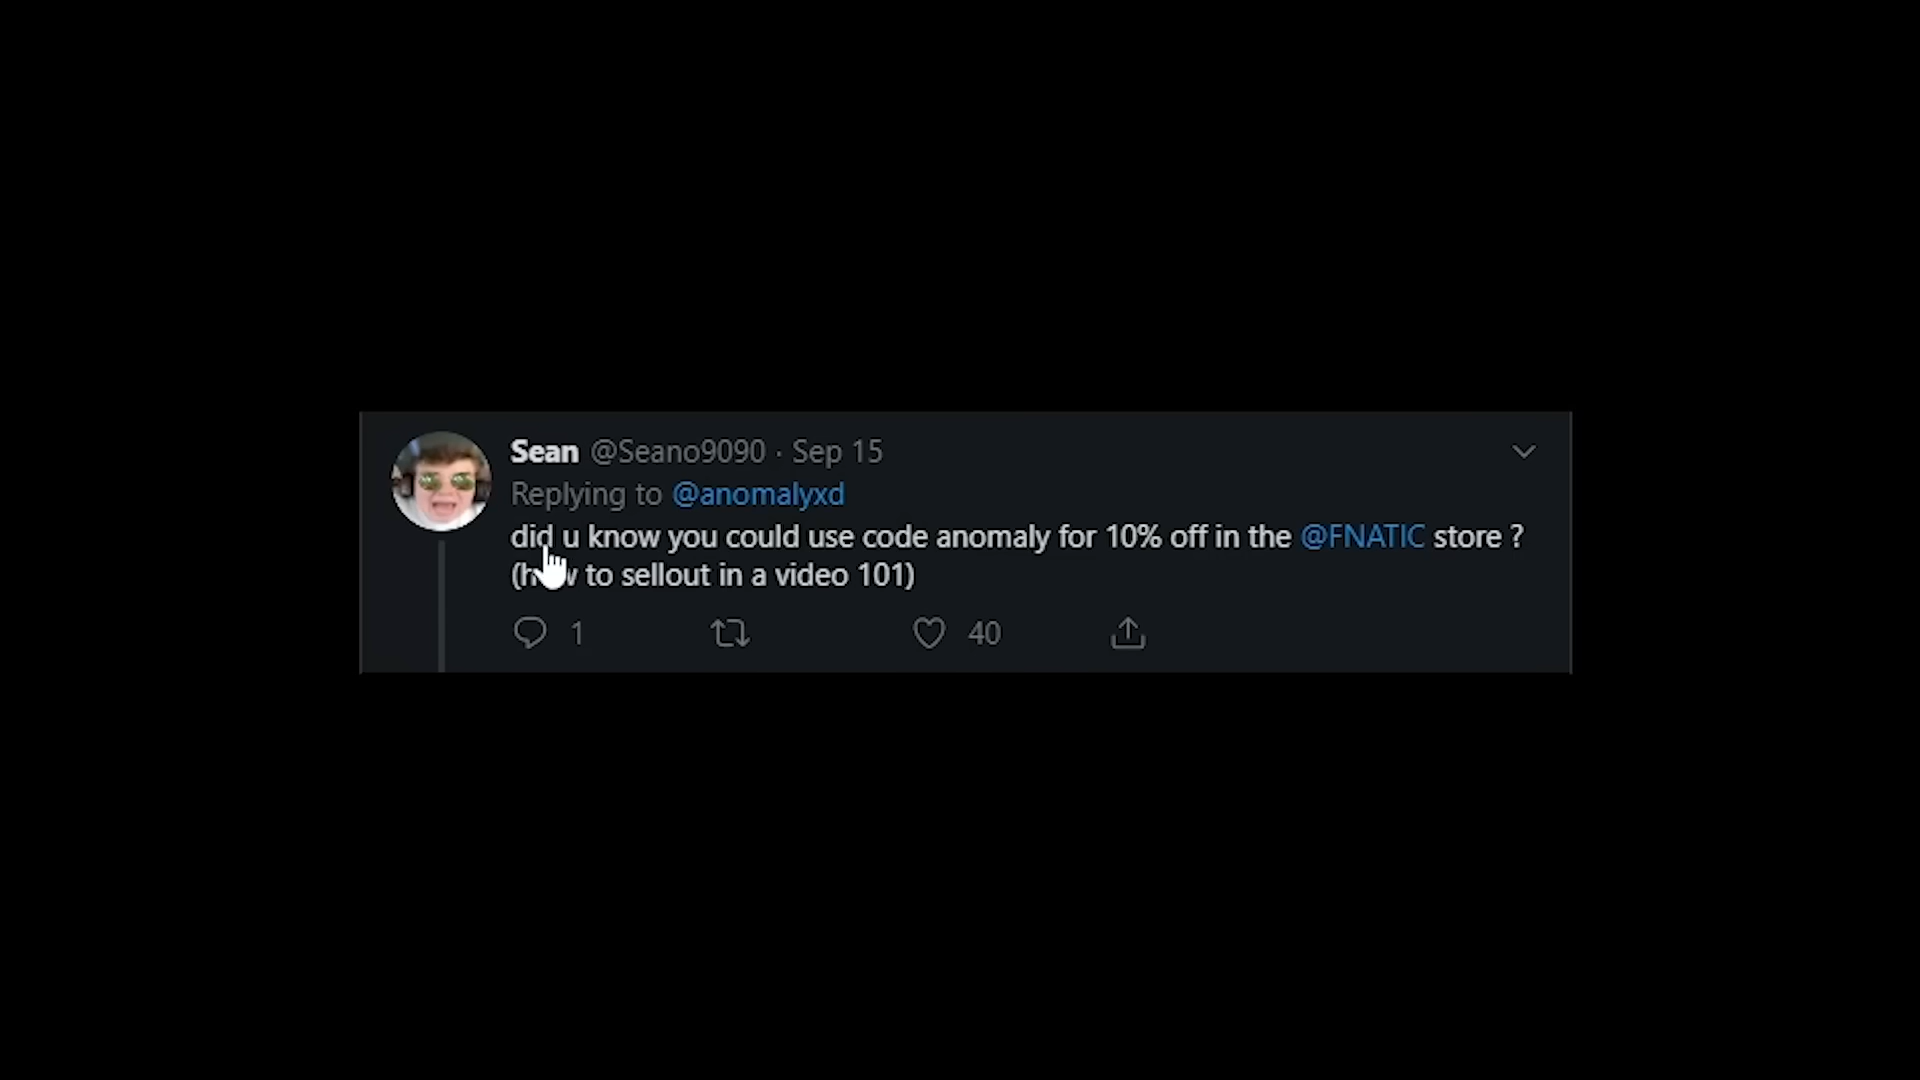 Sean @Seano9090 · Sep 15
Replying to @anomalyxd
did u know you could use code anomaly for 10% off in the @FNATIC store ?
to sellout in a video 101)
1 40